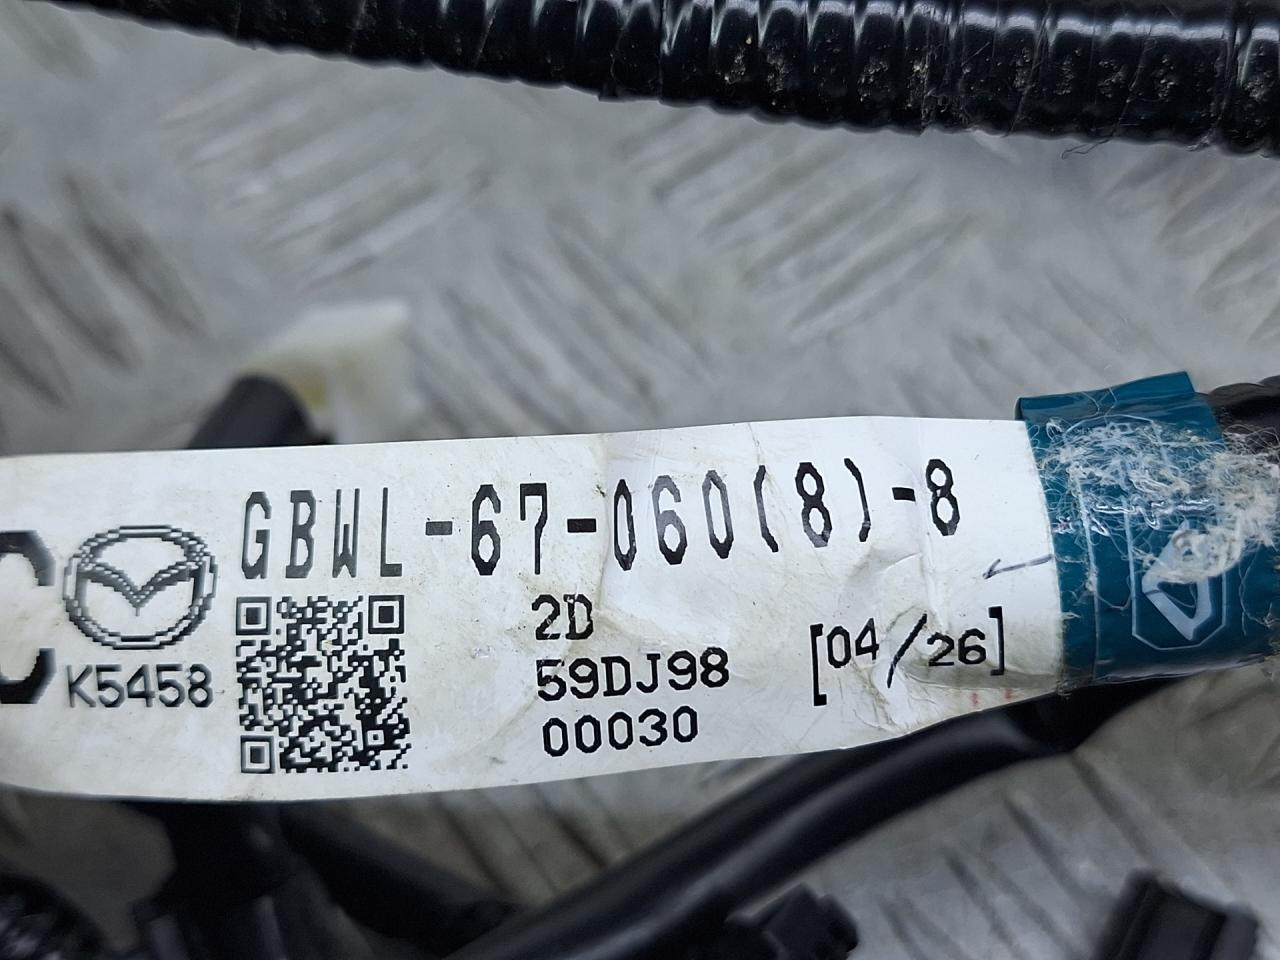 C
GBWL-67-060(8)-8
K5458
2D
59DJ98
00030
[04/26]